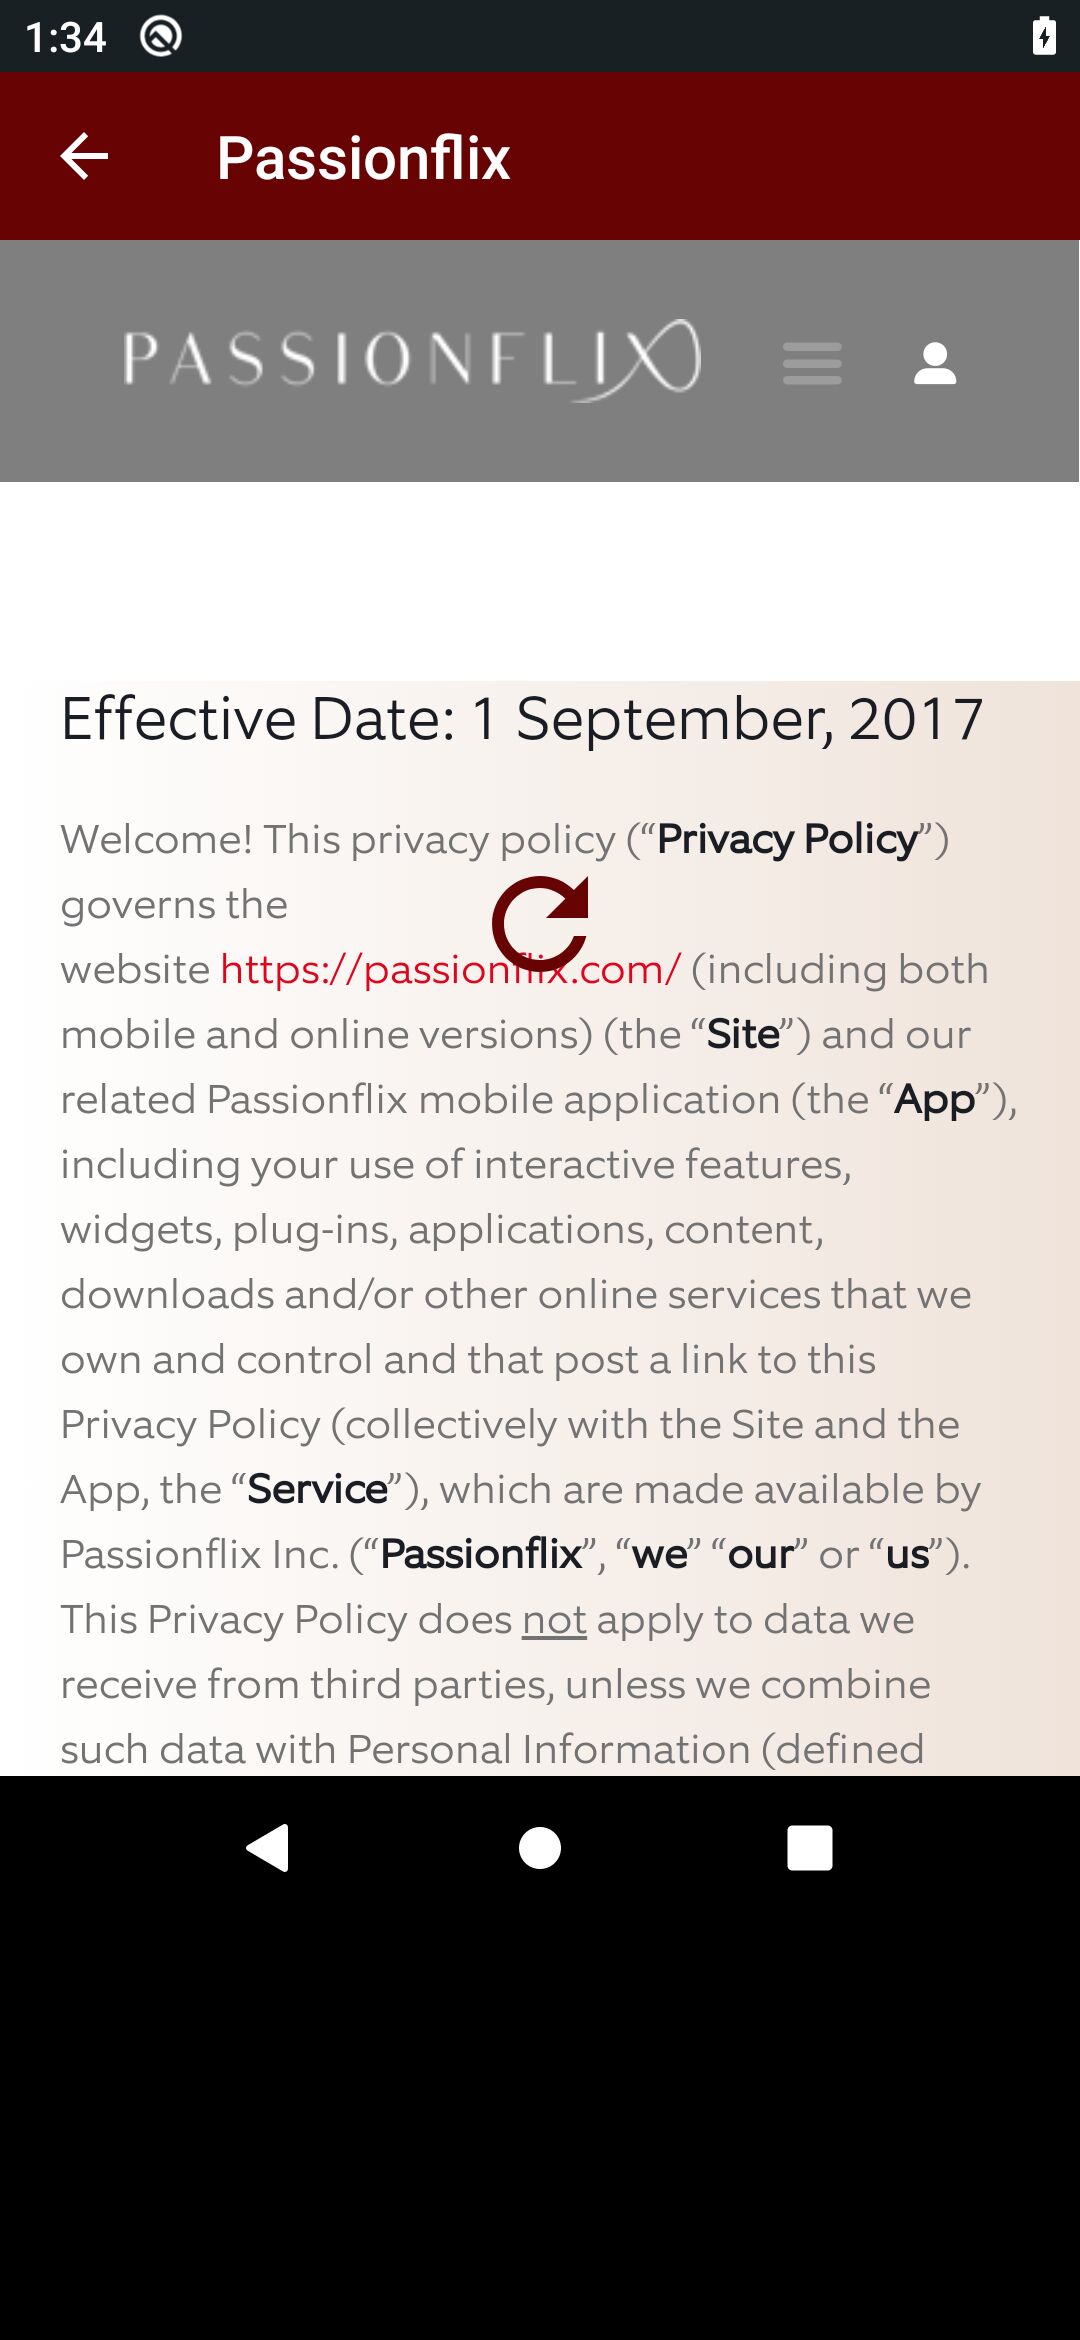 1:34
Passionflix
PASSIONFLIX
Effective Date: 1 September, 2017
Welcome! This privacy policy (“Privacy Policy”)
governs the
website https://passionflix.com/ (including both
mobile and online versions) (the “Site”) and our
related Passionflix mobile application (the “App”),
including your use of interactive features,
widgets, plug-ins, applications, content,
downloads and/or other online services that we
own and control and that post a link to this
Privacy Policy (collectively with the Site and the
App, the “Service”), which are made available by
Passionflix Inc. (“Passionflix”, “we” “our” or “us”).
This Privacy Policy does not apply to data we
receive from third parties, unless we combine
such data with Personal Information (defined